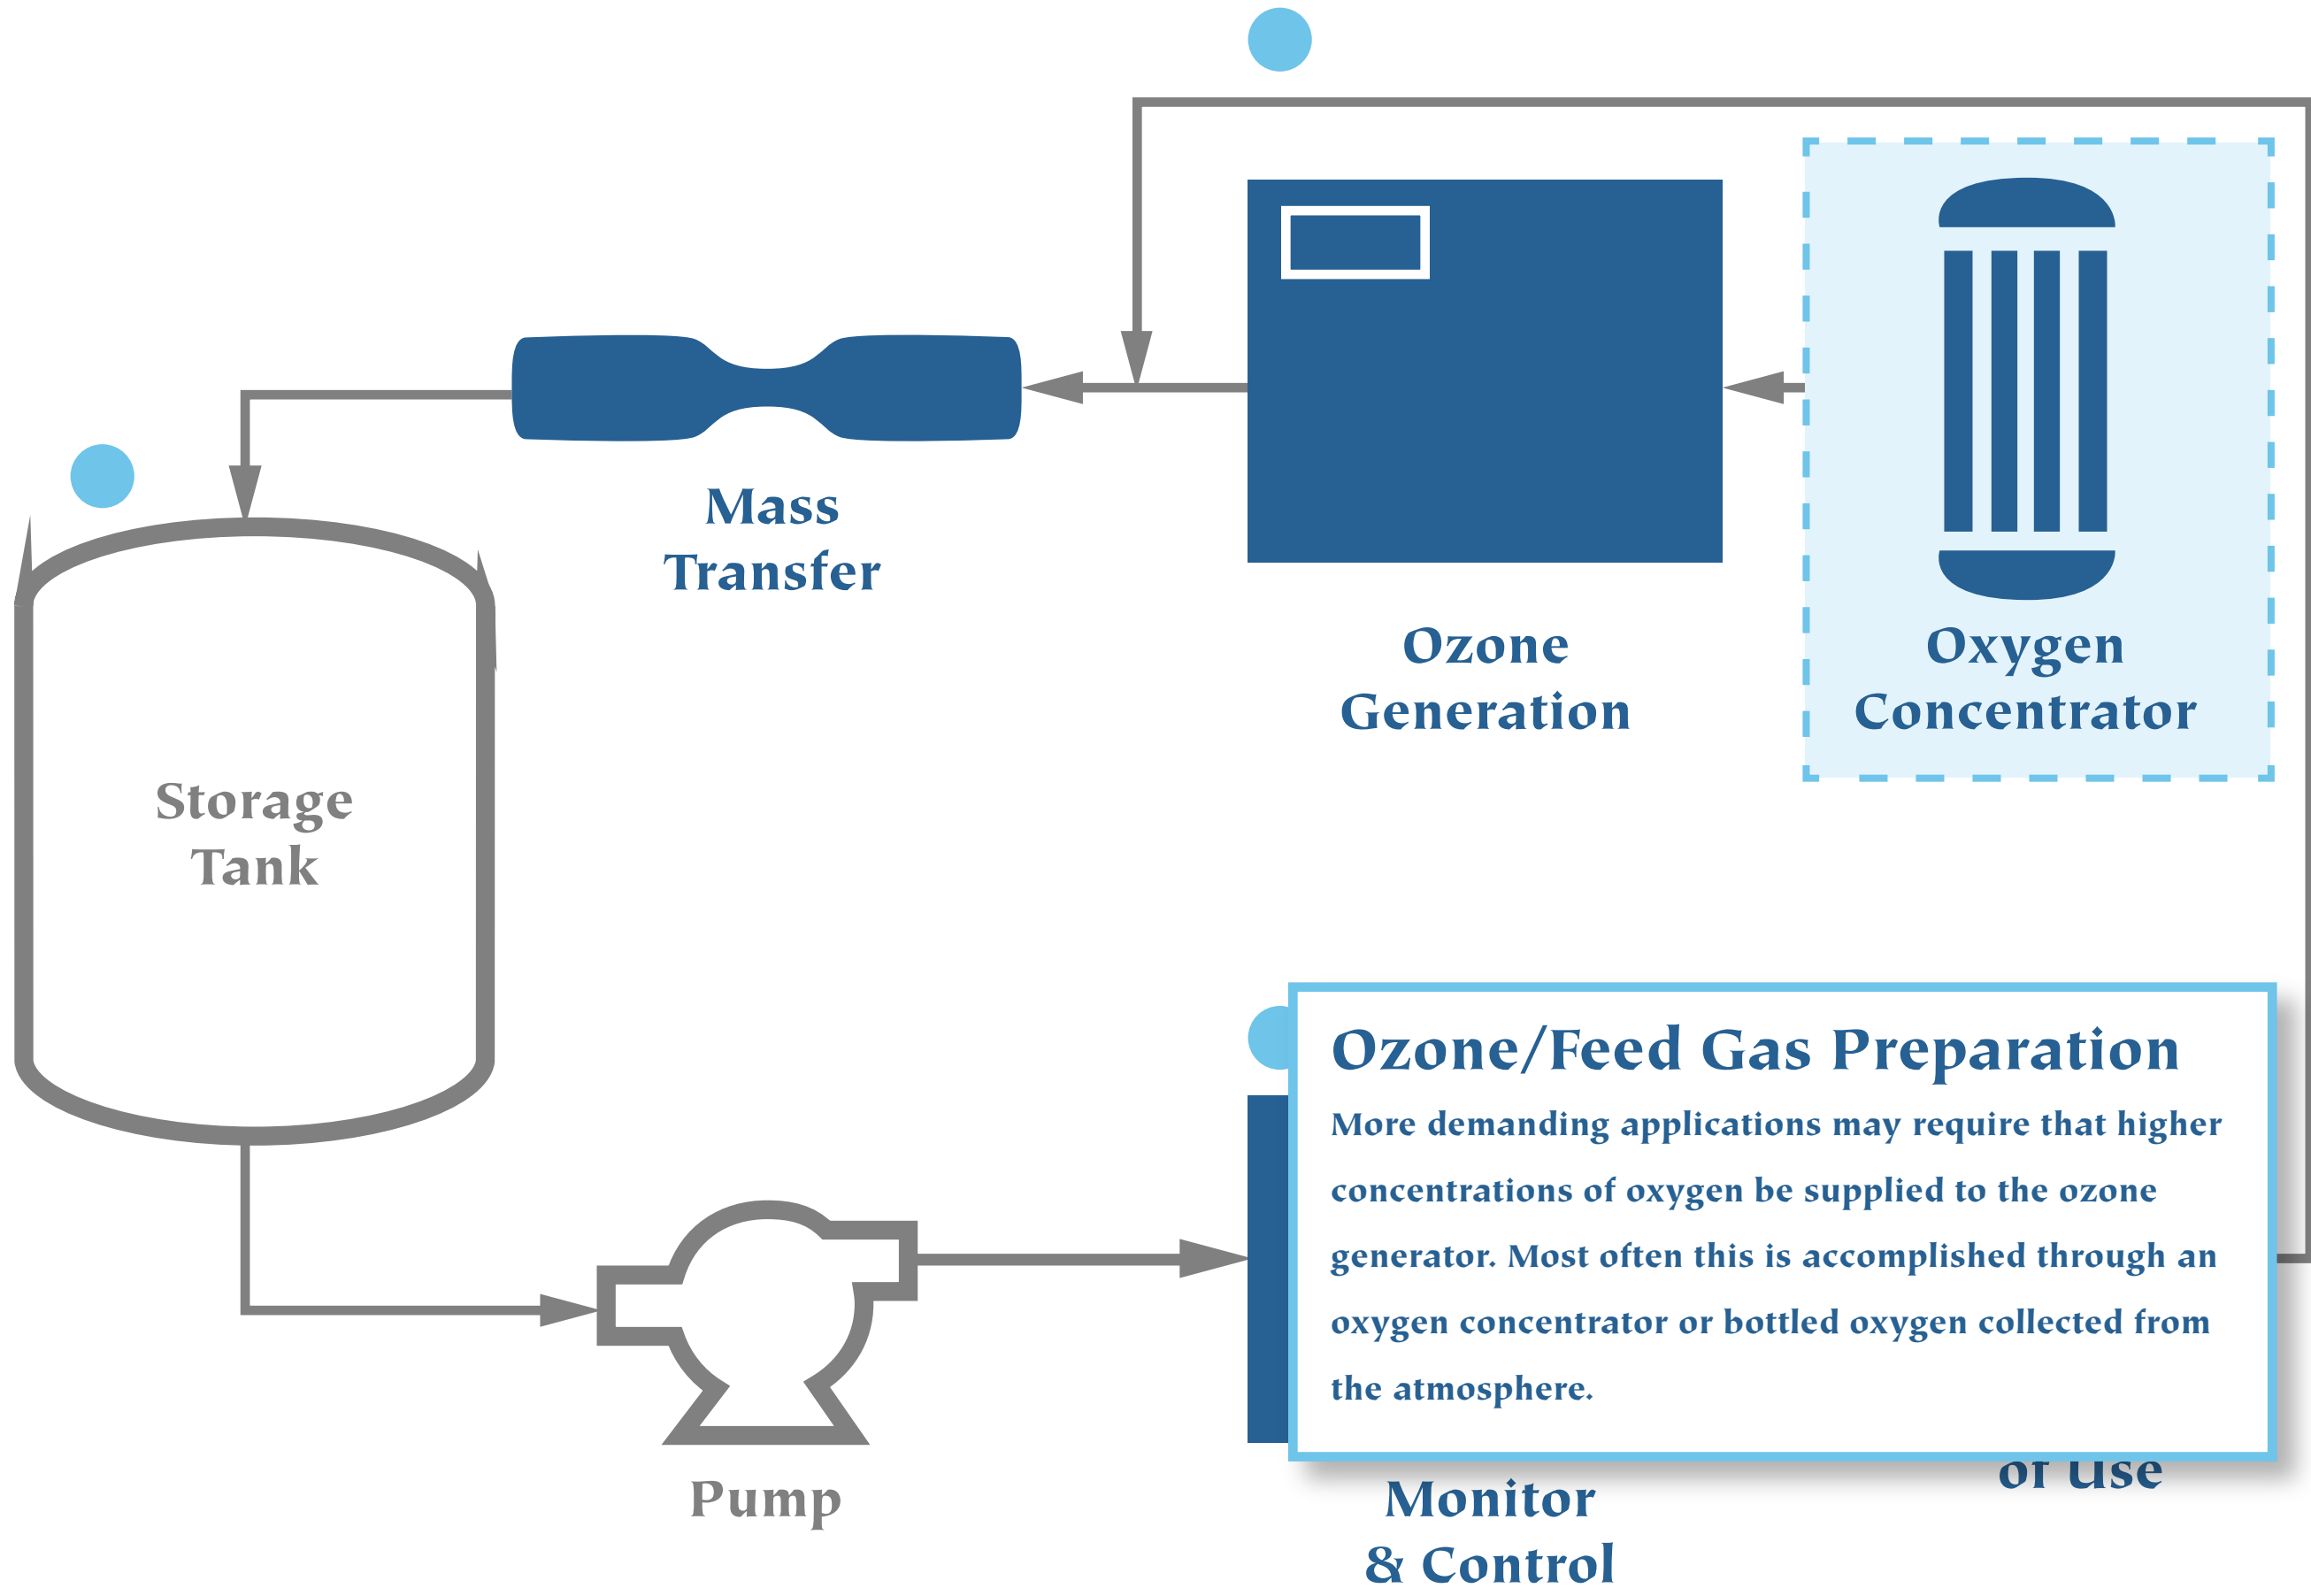 Mass
Transfer
Ozone
Generation
Oxygen
Concentrator
Storage
Tank
Ozone/Feed Gas Preparation
More demanding applications may require that higher
concentrations of oxygen be supplied to the ozone
generator. Most often this is accomplished through an
oxygen concentrator or bottled oxygen collected from
the atmosphere.
of Use
Pump
Monitor
& Control